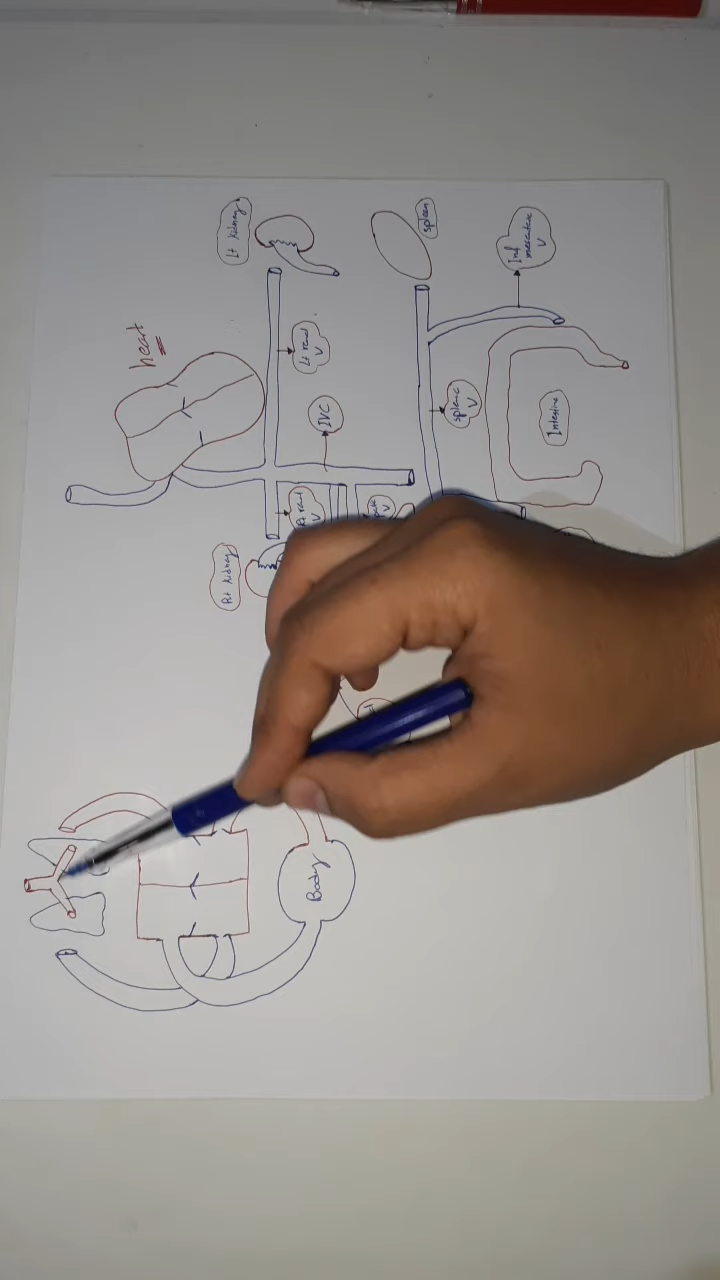 Lt kidney
spleen
Inf
mesenteric
V
heart
Lt renal
V
IVC
splenic
V
Intestine
Rt renal
V
Rt kidney
Body